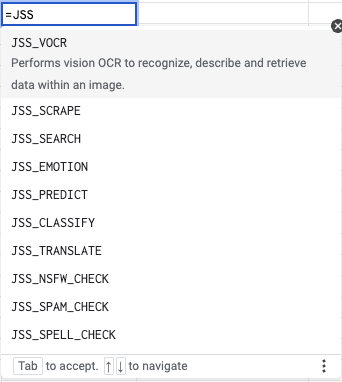 =JSS
JSS_VOCR
Performs vision OCR to recognize, describe and retrieve
data within an image.
JSS_SCRAPE
JSS_SEARCH
JSS_EMOTION
JSS_PREDICT
JSS_CLASSIFY
JSS_TRANSLATE
JSS_NSFW_CHECK
JSS_SPAM_CHECK
JSS_SPELL_CHECK
Tab to accept. ↑ ↓ to navigate